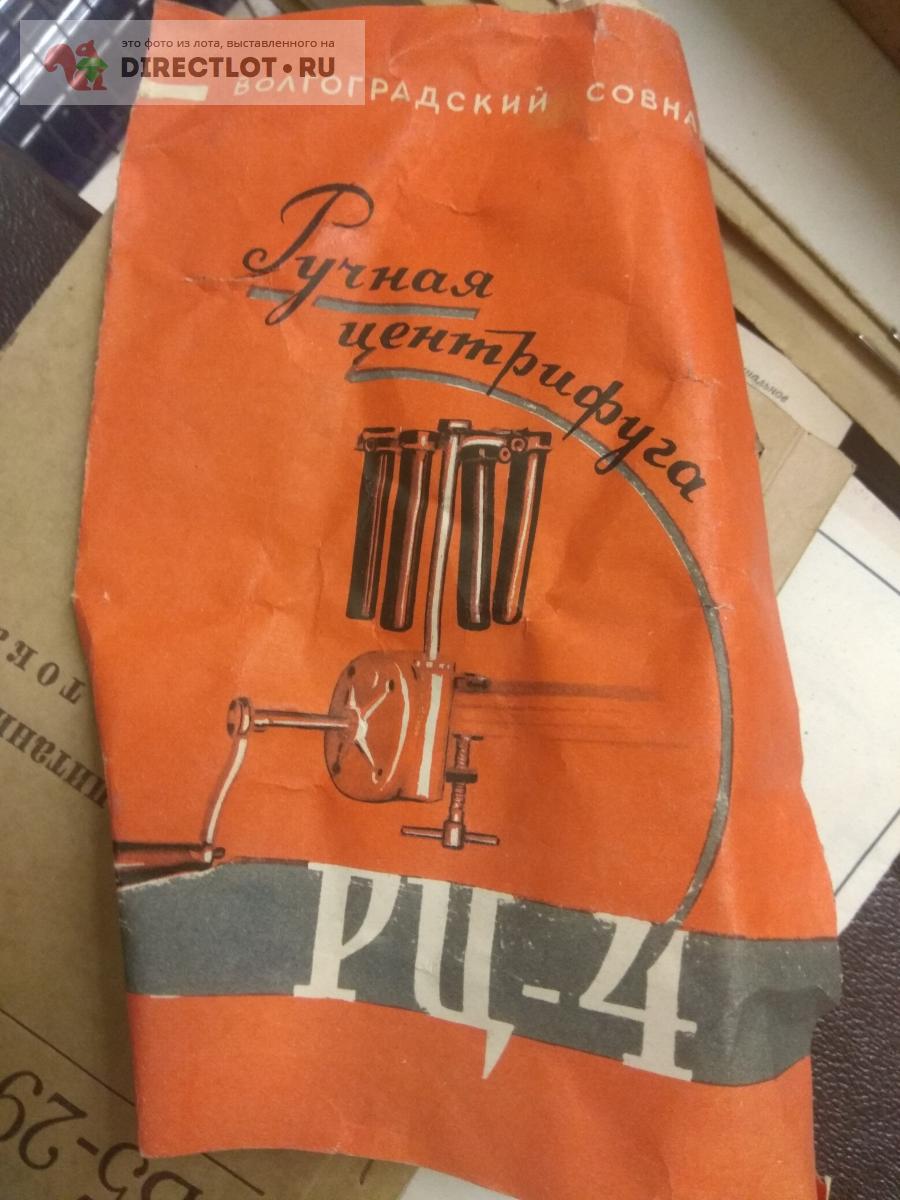 это фото из лота, выставленного на
DIRECTLOT.RU
ВОЛГОГРАДСКИЙ СОВНА
Ручная
центрифуга
РЦ-4